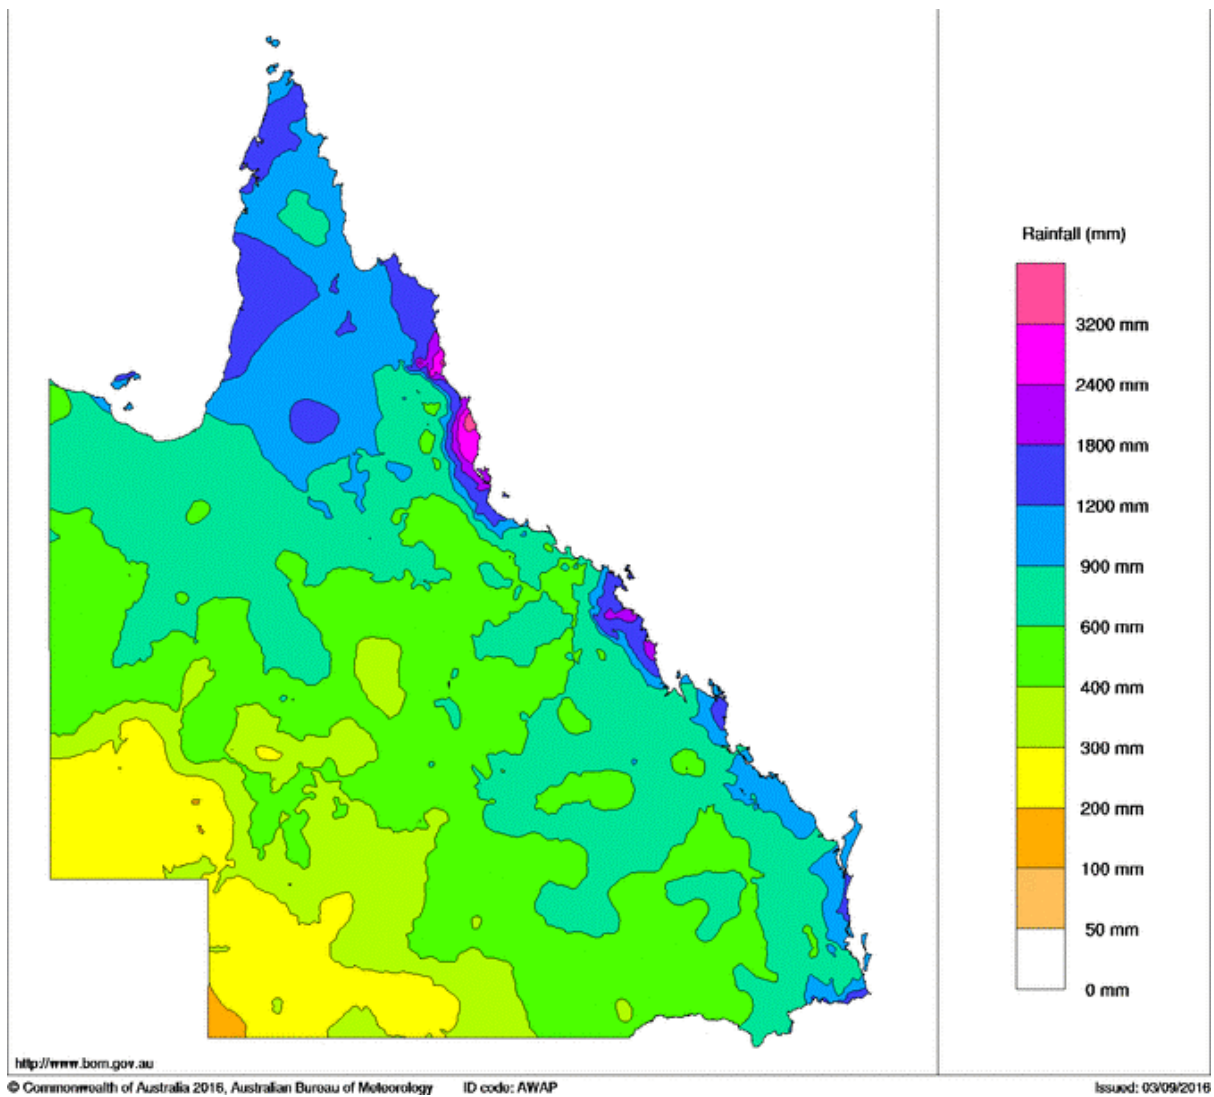 Rainfall (mm)
3200 mm
2400 mm
1800 mm
1200 mm
900 mm
600 mm
400 mm
300 mm
200 mm
100 mm
50 mm
0 mm
http://www.bom.gov.au
© Commonwealth of Australia 2016, Australian Bureau of Meteorology ID code: AWAP Issued: 03/09/2016